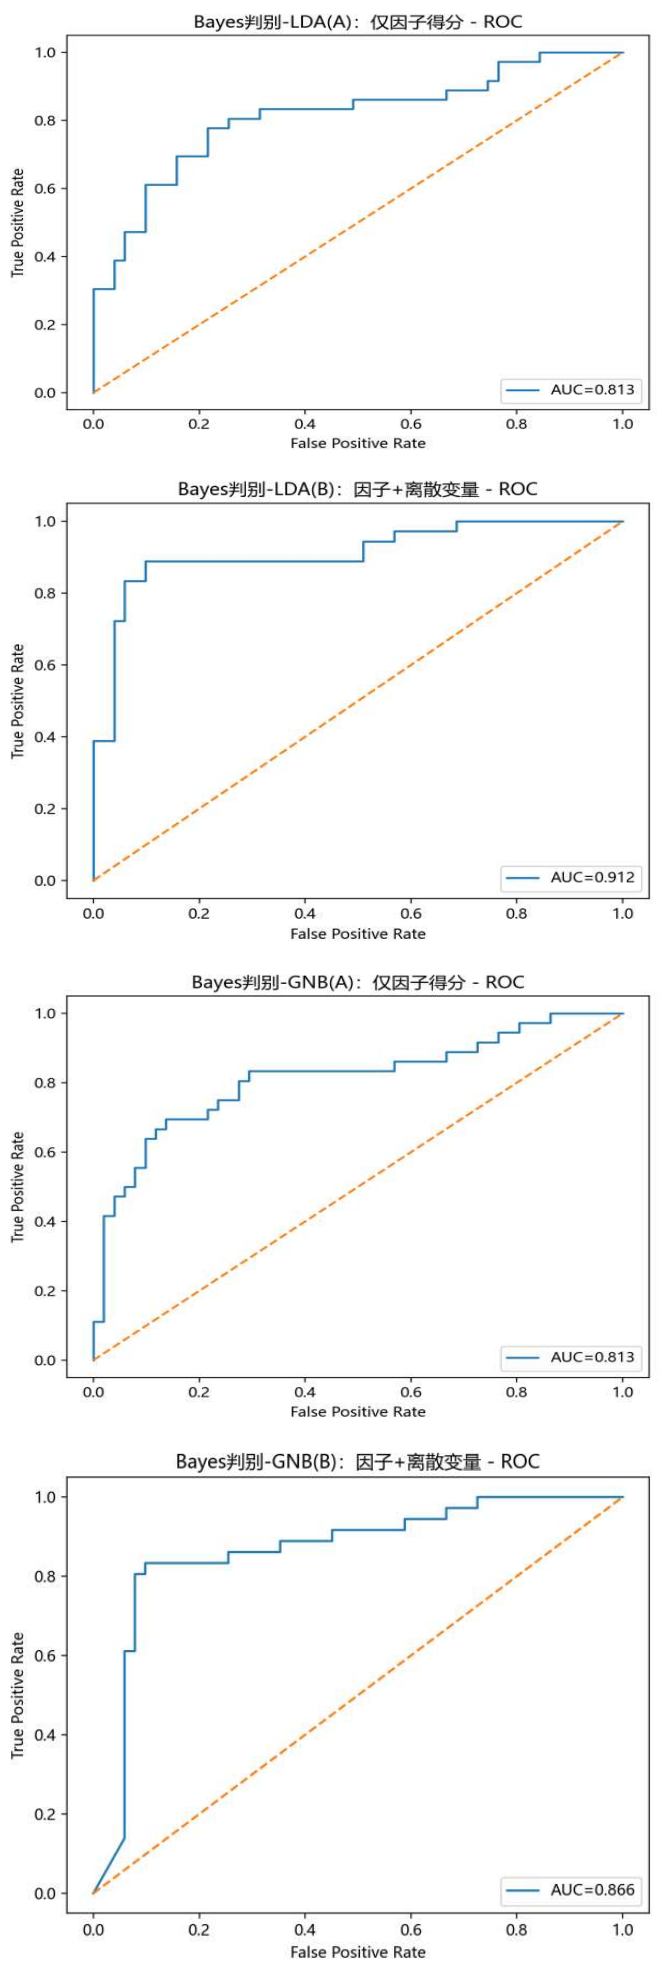 Bayes判别-LDA(A)：仅因子得分 - ROC
1.0
0.8
0.6
0.4
0.2
0.0
True Positive Rate
AUC=0.813
0.0 0.2 0.4 0.6 0.8 1.0
False Positive Rate
Bayes判别-LDA(B)：因子+离散变量 - ROC
1.0
0.8
0.6
0.4
0.2
0.0
True Positive Rate
AUC=0.912
0.0 0.2 0.4 0.6 0.8 1.0
False Positive Rate
Bayes判别-GNB(A)：仅因子得分 - ROC
1.0
0.8
0.6
0.4
0.2
0.0
True Positive Rate
AUC=0.813
0.0 0.2 0.4 0.6 0.8 1.0
False Positive Rate
Bayes判别-GNB(B)：因子+离散变量 - ROC
1.0
0.8
0.6
0.4
0.2
0.0
True Positive Rate
AUC=0.866
0.0 0.2 0.4 0.6 0.8 1.0
False Positive Rate